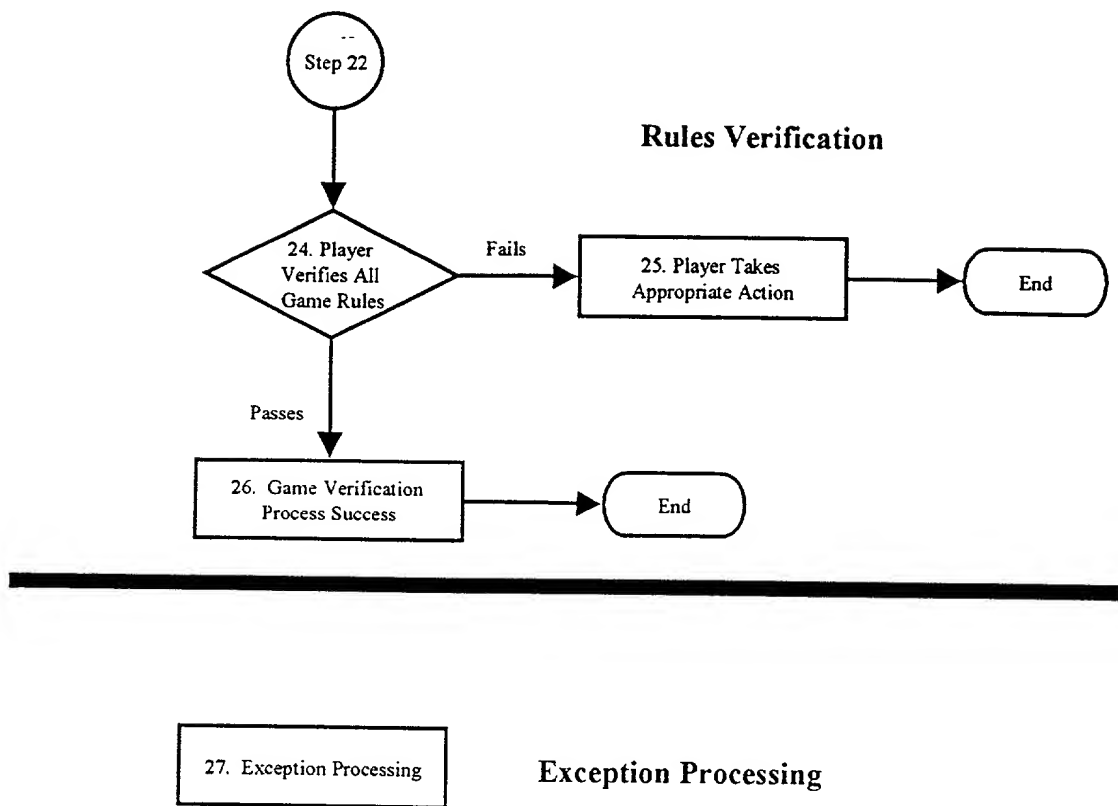 Step 22
Rules Verification
24. Player
Verifies All
Game Rules
Fails
25. Player Takes
Appropriate Action
End
Passes
26. Game Verification
Process Success
End
27. Exception Processing
Exception Processing